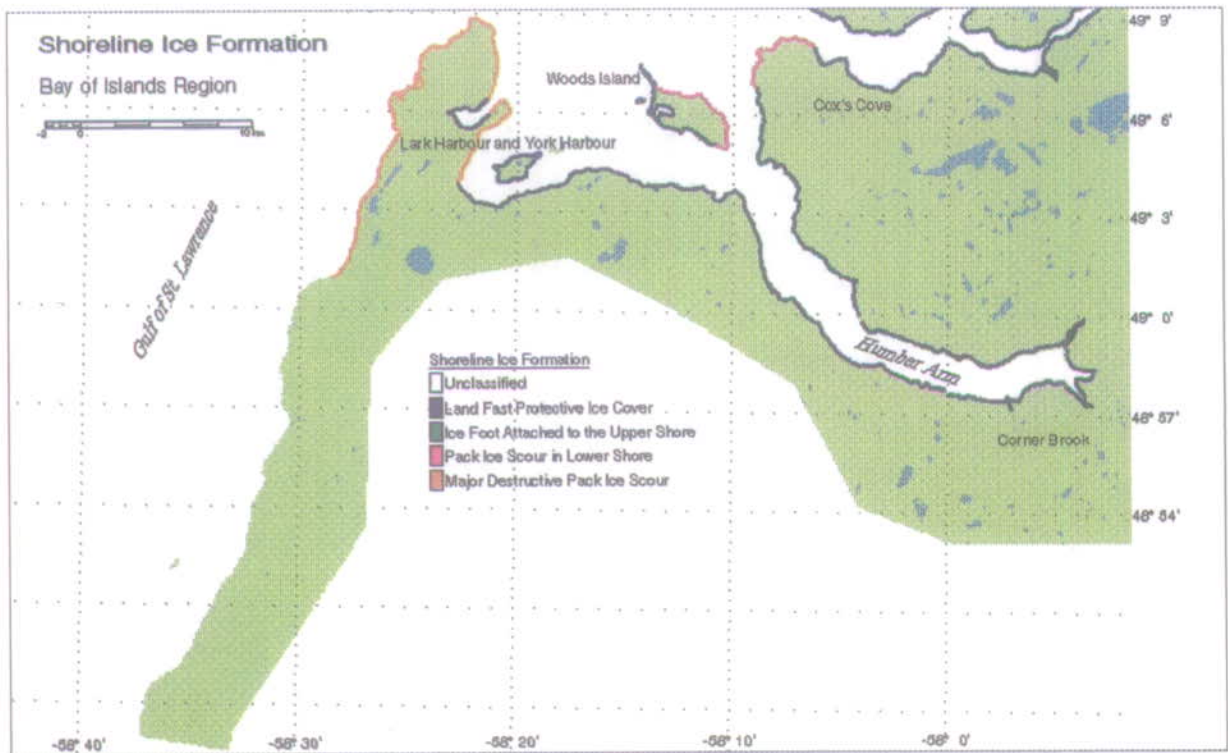 Shoreline Ice Formation
Bay of Islands Region
0
10 km
Woods Island
Cox's Cove
Lark Harbour and York Harbour
Gulf of St. Lawrence
Humber Arm
Corner Brook
Shoreline Ice Formation
Unclassified
Land Fast Protective Ice Cover
Ice Foot Attached to the Upper Shore
Pack Ice Scour in Lower Shore
Major Destructive Pack Ice Scour
49° 9'
49° 6'
49° 3'
49° 0'
48° 57'
48° 54'
-58° 40'
-58° 30'
-58° 20'
-58° 10'
-58° 0'